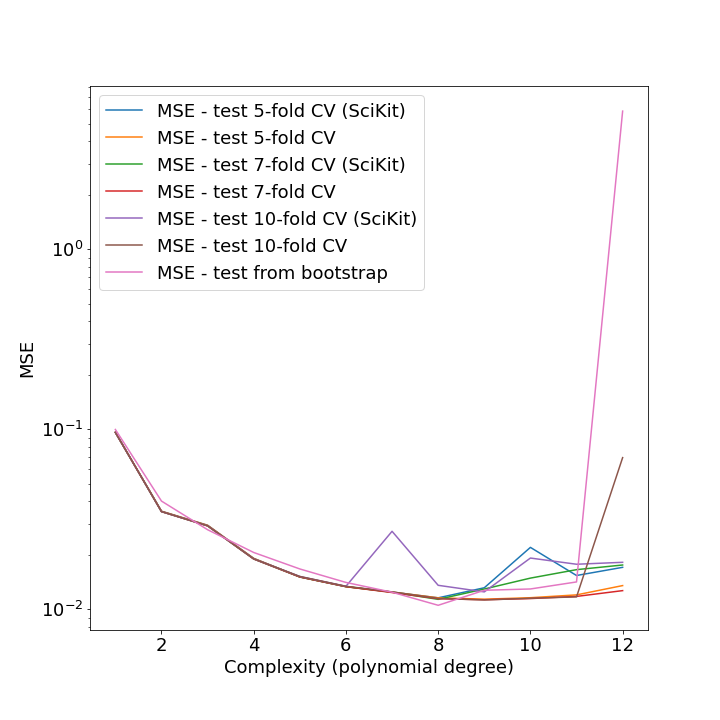 MSE - test 5-fold CV (SciKit)
MSE - test 5-fold CV
MSE - test 7-fold CV (SciKit)
MSE - test 7-fold CV
MSE - test 10-fold CV (SciKit)
MSE - test 10-fold CV
MSE - test from bootstrap
10⁰
10⁻¹
10⁻²
MSE
2 4 6 8 10 12
Complexity (polynomial degree)